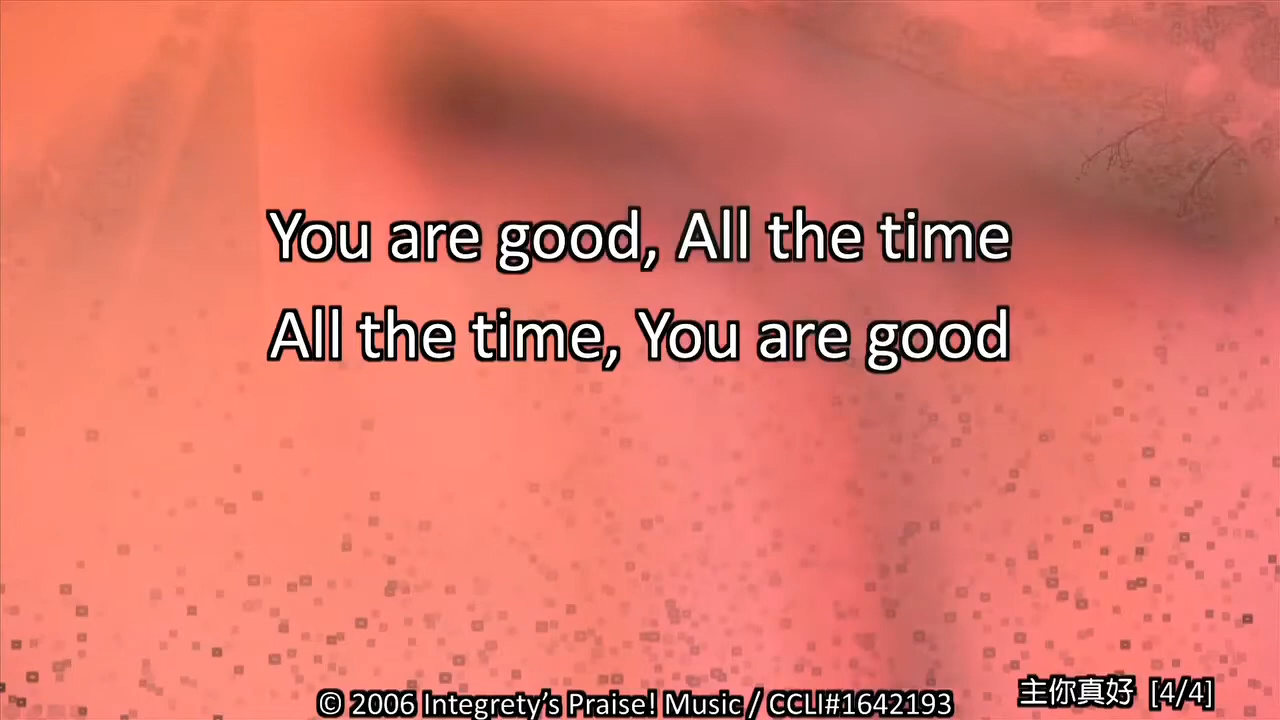 You are good, All the time
All the time, You are good
© 2006 Integrety's Praise! Music / CCLI#1642193
主你真好 [4/4]